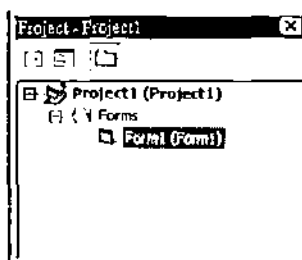 Project - Project1
Project1 (Project1)
Forms
Form1 (Form1)